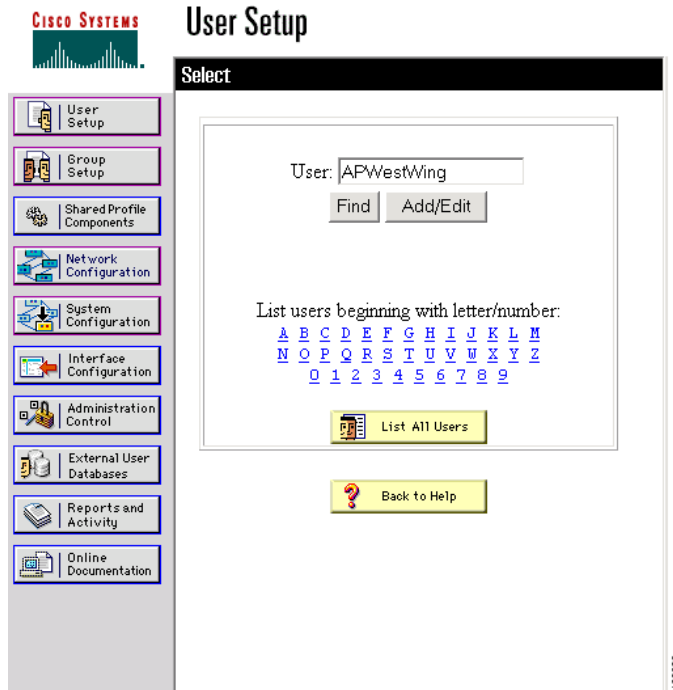 CISCO SYSTEMS
User Setup
Select
User
Setup
Group
Setup
Shared Profile
Components
Network
Configuration
System
Configuration
Interface
Configuration
Administration
Control
External User
Databases
Reports and
Activity
Online
Documentation
User: APWestWing
Find Add/Edit
List users beginning with letter/number:
A B C D E F G H I J K L M
N O P Q R S T U V W X Y Z
0 1 2 3 4 5 6 7 8 9
List All Users
Back to Help